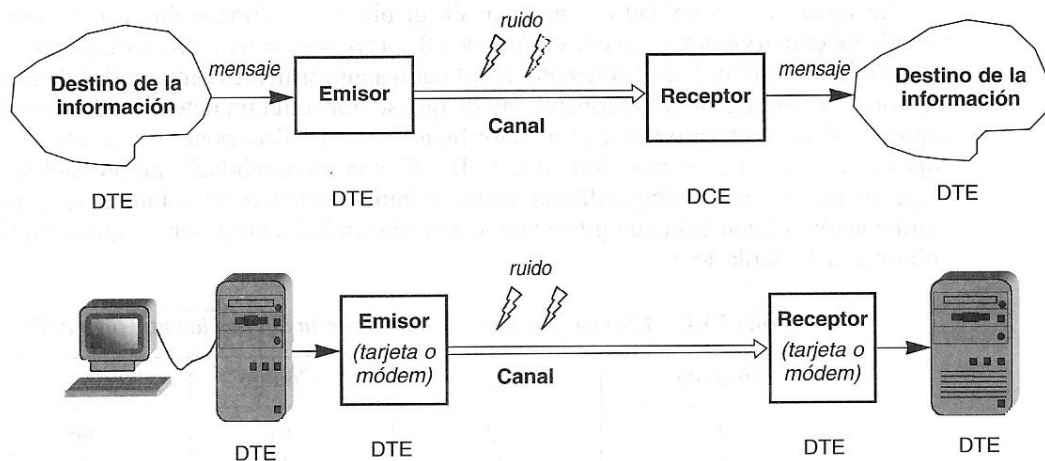 mensaje
ruido
mensaje
Destino de la
información
Emisor
Canal
Receptor
Destino de la
información
DTE
DTE
DCE
DTE
ruido
Emisor
(tarjeta o
módem)
Canal
Receptor
(tarjeta o
módem)
DTE
DTE
DTE
DTE